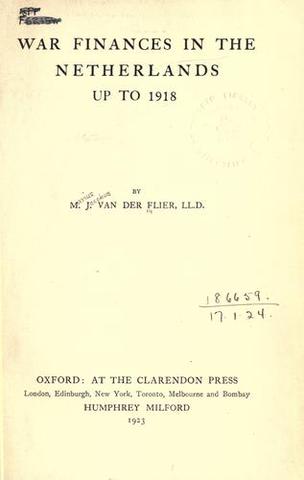 WAR FINANCES IN THE
NETHERLANDS
UP TO 1918
BY
M. J. VAN DER FLIER, LL.D.
186659.
17.1.24.
OXFORD: AT THE CLARENDON PRESS
London, Edinburgh, New York, Toronto, Melbourne and Bombay
HUMPHREY MILFORD
1923